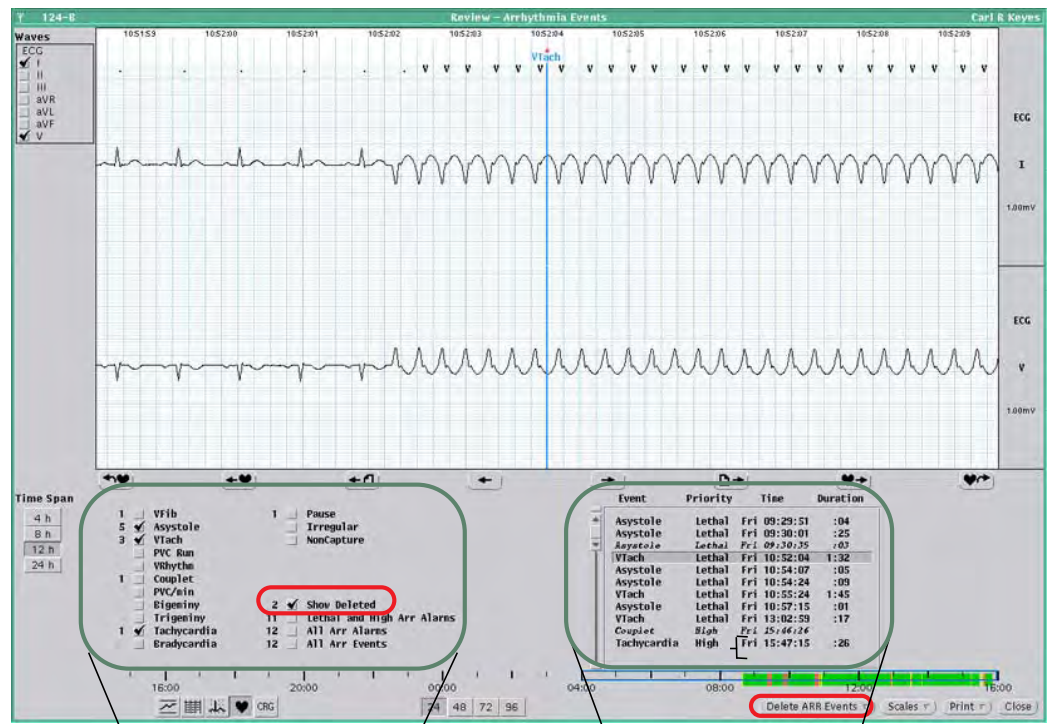 124-B Review - Arrhythmia Events Carl R Keyes
Waves
ECG
I
II
III
aVR
aVL
aVF
V
10:51:59 10:52:00 10:52:01 10:52:02 10:52:03 10:52:04 10:52:05 10:52:06 10:52:07 10:52:08 10:52:09
VTach
V V V V V V V V V V V V V V V V V V V V V V V V V
ECG
I
1.00mV
ECG
V
1.00mV
Time Span
4 h
8 h
12 h
24 h
1 VFib
5 Asystole
3 VTach
PVC Run
VRhythm
1 Couplet
PVC/min
Bigeminy
Trigeminy
1 Tachycardia
Bradycardia
1 Pause
Irregular
NonCapture
2 Show Deleted
11 Lethal and High Arr Alarms
12 All Arr Alarms
12 All Arr Events
Event Priority Time Duration
Asystole Lethal Fri 09:29:51 :04
Asystole Lethal Fri 09:30:01 :25
Asystole Lethal Fri 09:30:35 :03
VTach Lethal Fri 10:52:04 1:32
Asystole Lethal Fri 10:54:07 :05
Asystole Lethal Fri 10:54:24 :09
VTach Lethal Fri 10:55:24 1:45
Asystole Lethal Fri 10:57:15 :01
VTach Lethal Fri 13:02:59 :17
Couplet High Fri 15:46:26
Tachycardia High Fri 15:47:15 :26
16:00 20:00 00:00 04:00 08:00 12:00 16:00
CRG 24 48 72 96 Delete ARR Events Scales Print Close